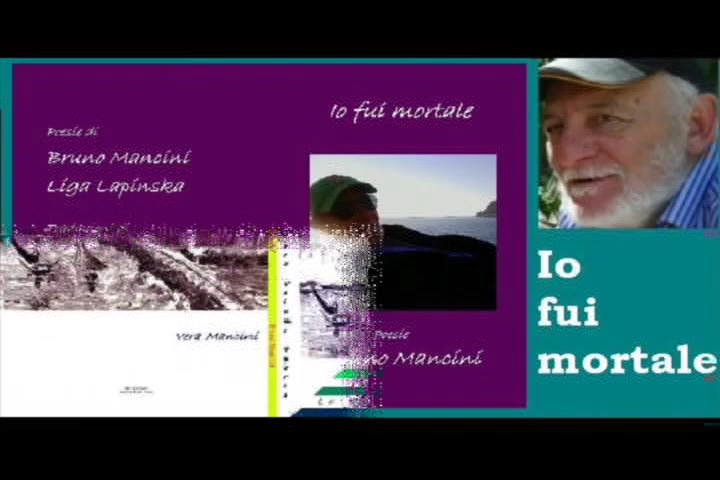 Poesie di
Bruno Mancini
Liga Lapinska
Vera Mancini
Io fui mortale
Poesie
no Mancini
Io
fui
mortale